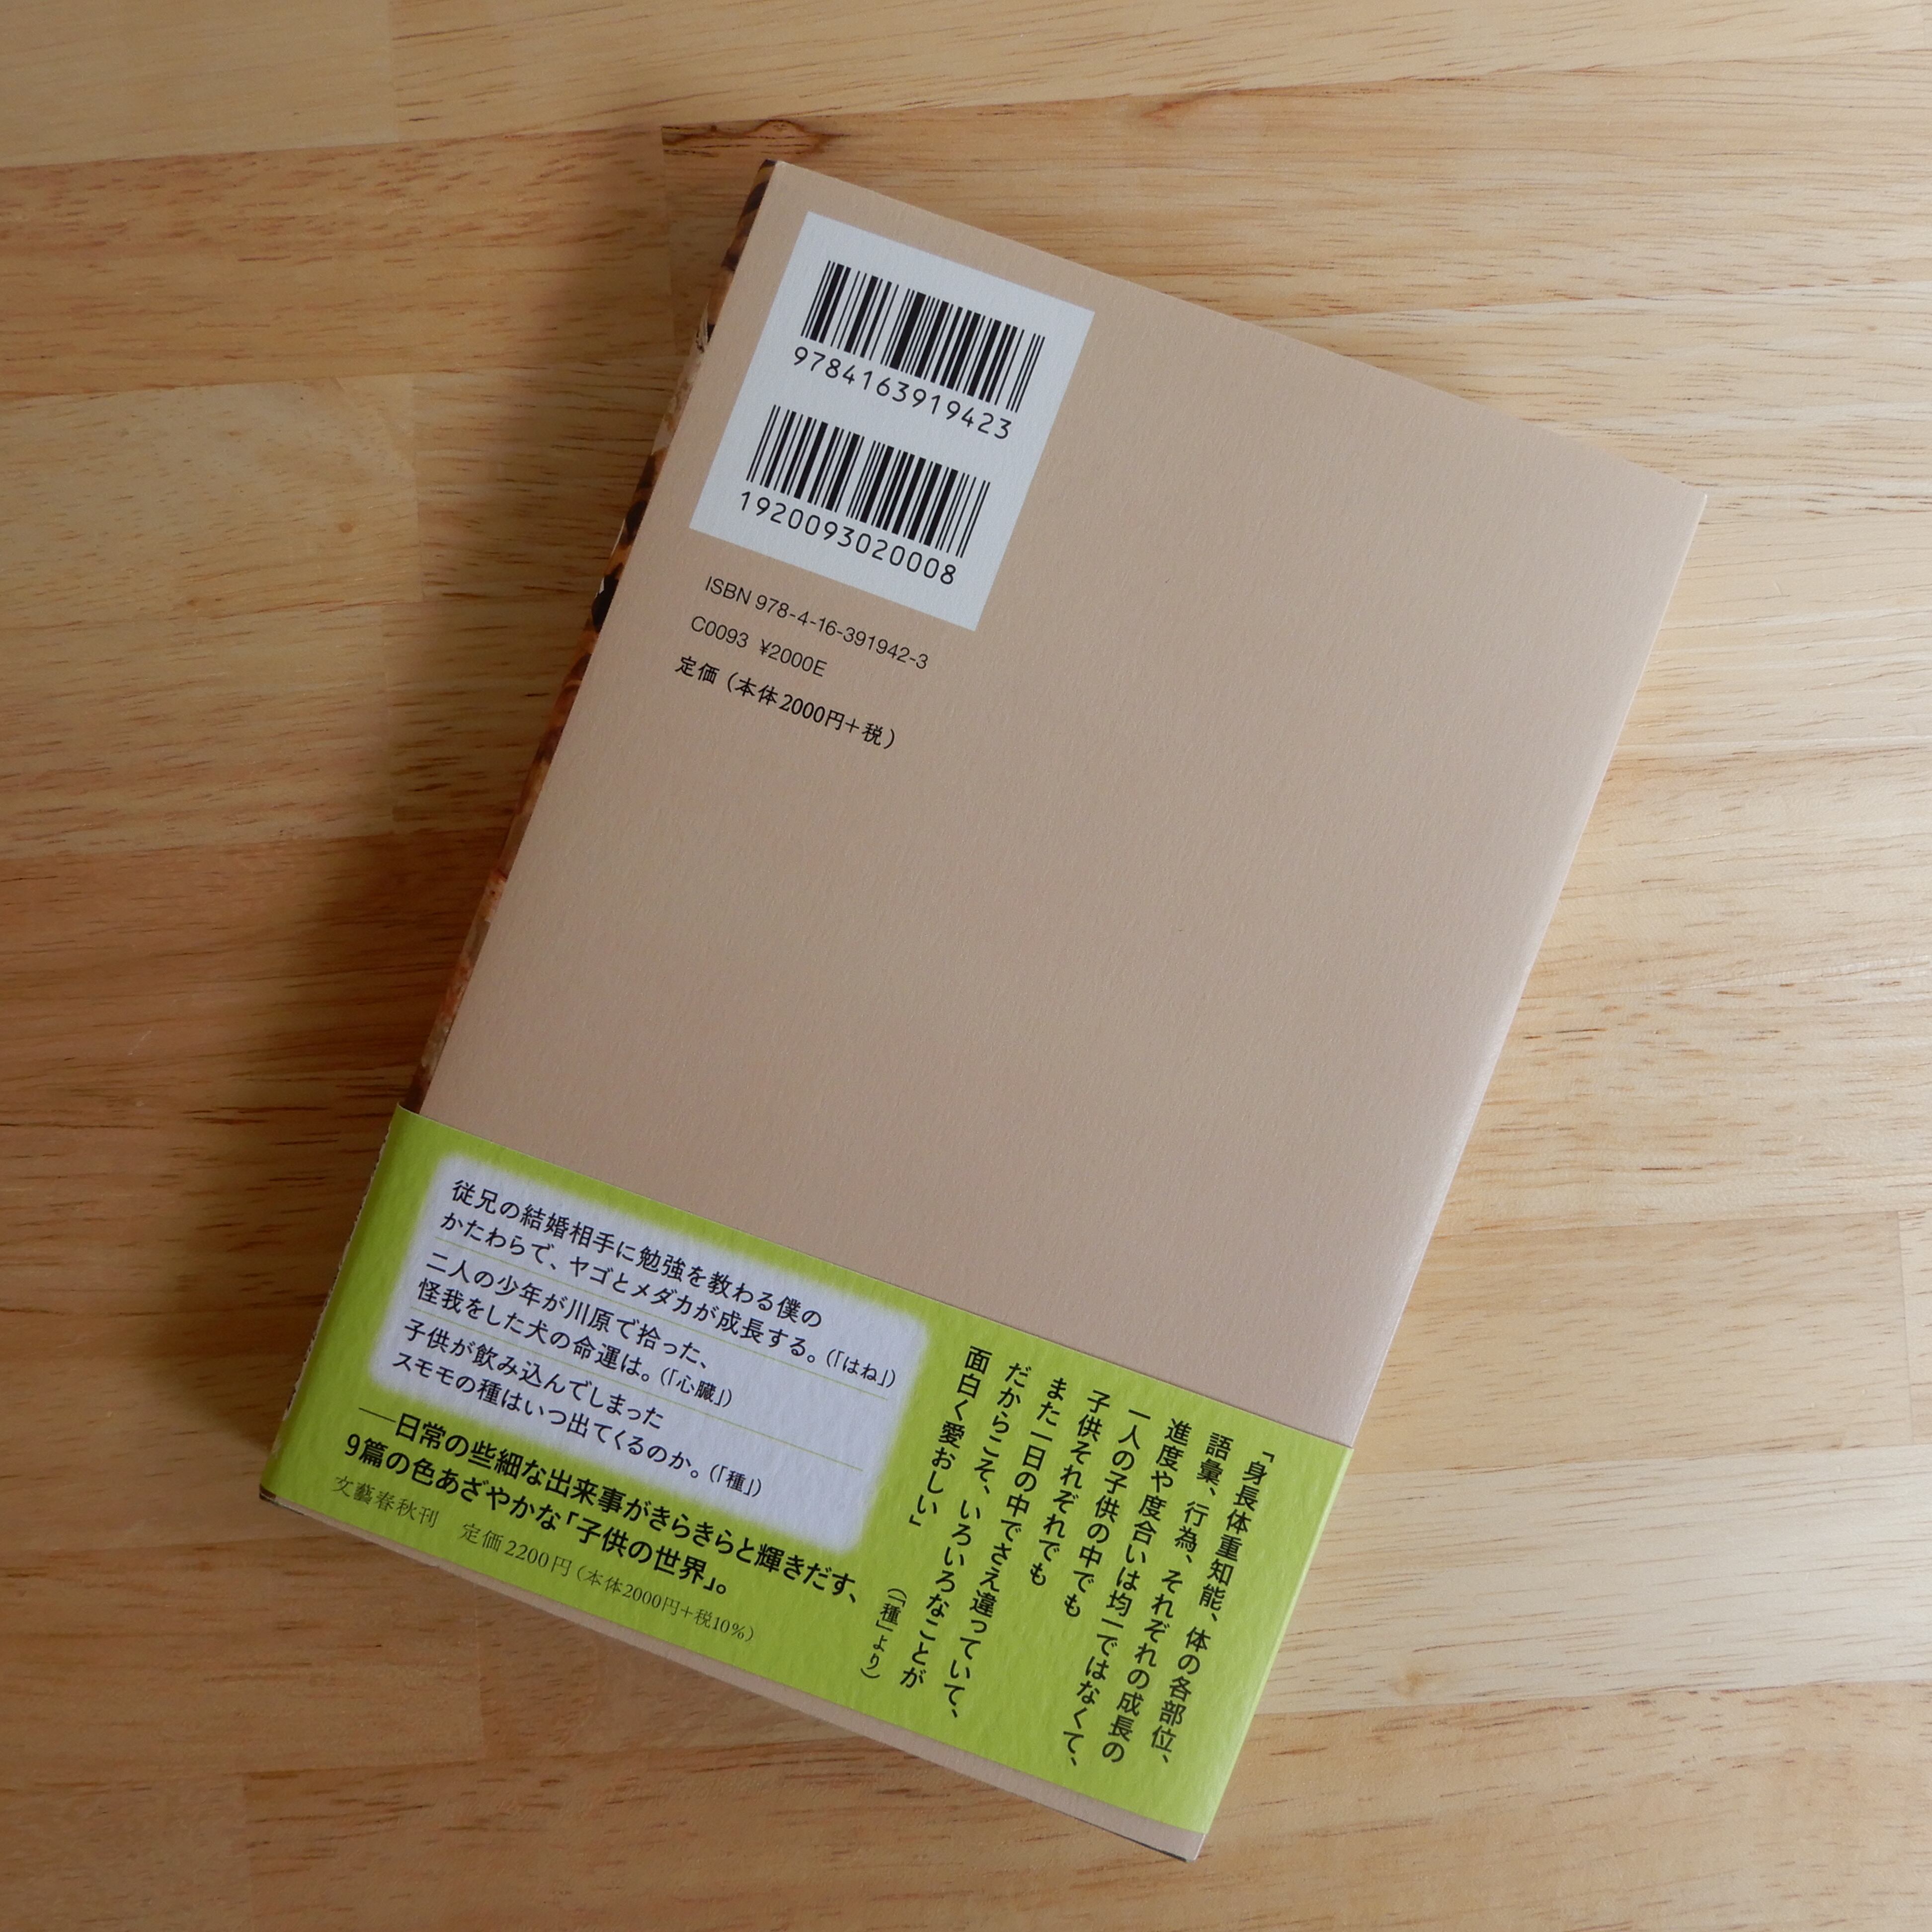 9784163919423
1920093020008
ISBN 978-4-16-391942-3
C0093 ¥2000E
定価（本体2000円＋税）
従兄の結婚相手に勉強を教わる僕の
かたわらで、ヤゴとメダカが成長する。（「はね」）
二人の少年が川原で拾った、
怪我をした犬の命運は。（「心臓」）
子供が飲み込んでしまった
スモモの種はいつ出てくるのか。（「種」）
──日常の些細な出来事がきらきらと輝きだす、
9篇の色あざやかな「子供の世界」。
文藝春秋刊　定価2200円（本体2000円＋税10%）
「身長体重知能、体の各部位、
語彙、行為、それぞれの成長の
進度や度合いは均一ではなくて、
一人の子供の中でも
子供それぞれでも
また一日の中でさえ違っていて、
だからこそ、いろいろなことが
面白く愛おしい」
（「種」より）